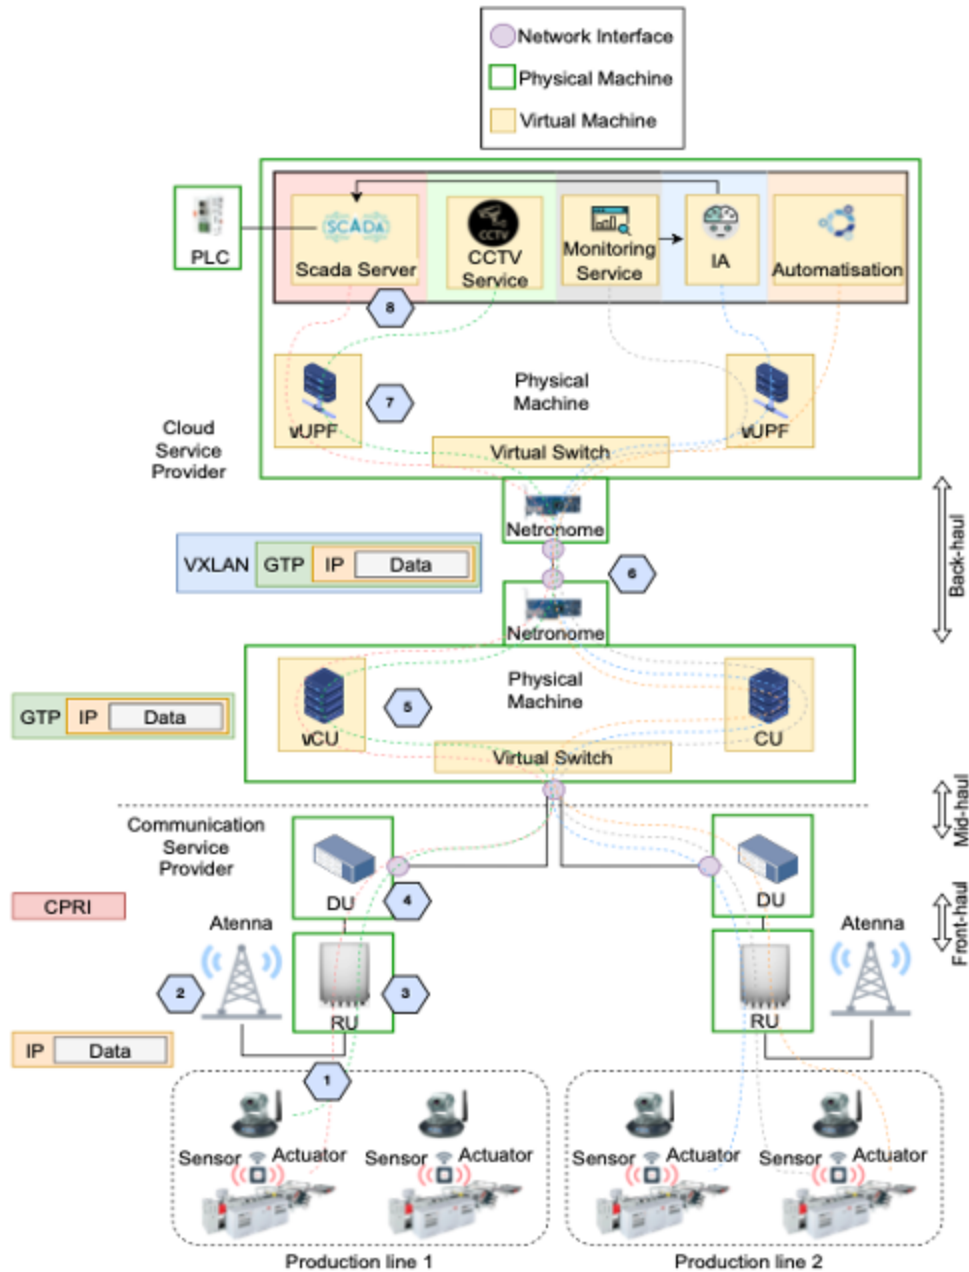 Network Interface
Physical Machine
Virtual Machine
PLC
SCADA
Scada Server
CCTV
CCTV
Service
Monitoring
Service
IA
Automatisation
8
vUPF
7
Physical
Machine
vUPF
Cloud
Service
Provider
Virtual Switch
Netronome
VXLAN GTP IP Data
6
Back-haul
Netronome
GTP IP Data
vCU
5
Physical
Machine
CU
Virtual Switch
Mid-haul
Communication
Service
Provider
DU
4
DU
CPRI
Front-haul
Atenna
Atenna
2
RU
3
RU
IP Data
1
Sensor Actuator
Sensor Actuator
Sensor Actuator
Sensor Actuator
Production line 1
Production line 2